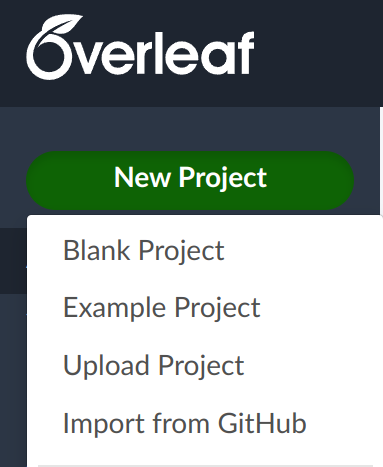 Overleaf
New Project
Blank Project
Example Project
Upload Project
Import from GitHub